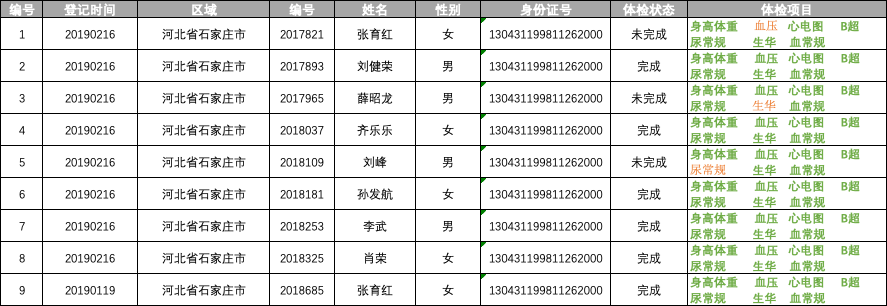 编号 登记时间 区域 编号 姓名 性别 身份证号 体检状态 体检项目
1 20190216 河北省石家庄市 2017821 张育红 女 130431199811262000 未完成 身高体重 血压 心电图 B超
尿常规 生华 血常规
2 20190216 河北省石家庄市 2017893 刘健荣 男 130431199811262000 完成 身高体重 血压 心电图 B超
尿常规 生华 血常规
3 20190216 河北省石家庄市 2017965 薛昭龙 男 130431199811262000 未完成 身高体重 血压 心电图 B超
尿常规 生华 血常规
4 20190216 河北省石家庄市 2018037 齐乐乐 女 130431199811262000 完成 身高体重 血压 心电图 B超
尿常规 生华 血常规
5 20190216 河北省石家庄市 2018109 刘峰 男 130431199811262000 未完成 身高体重 血压 心电图 B超
尿常规 生华 血常规
6 20190216 河北省石家庄市 2018181 孙发航 女 130431199811262000 完成 身高体重 血压 心电图 B超
尿常规 生华 血常规
7 20190216 河北省石家庄市 2018253 李武 男 130431199811262000 完成 身高体重 血压 心电图 B超
尿常规 生华 血常规
8 20190216 河北省石家庄市 2018325 肖荣 女 130431199811262000 完成 身高体重 血压 心电图 B超
尿常规 生华 血常规
9 20190119 河北省石家庄市 2018685 张育红 女 130431199811262000 完成 身高体重 血压 心电图 B超
尿常规 生华 血常规